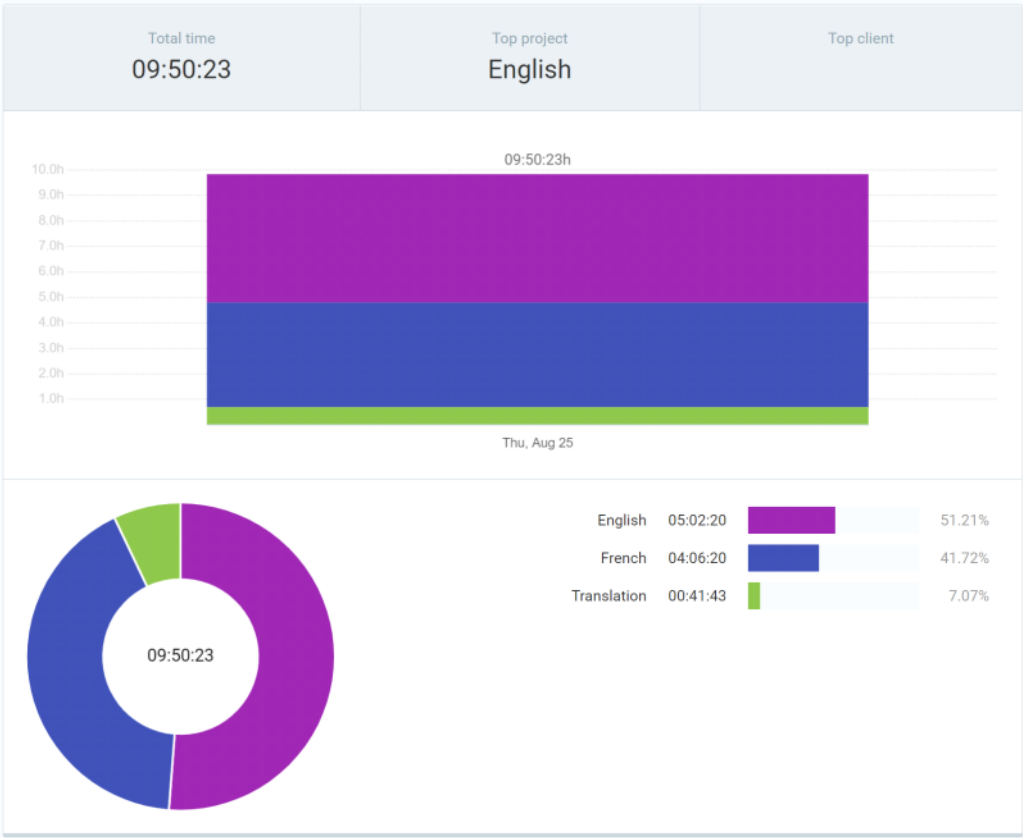 Total time
09:50:23
Top project
English
Top client
09:50:23h
10.0h
9.0h
8.0h
7.0h
6.0h
5.0h
4.0h
3.0h
2.0h
1.0h
Thu, Aug 25
09:50:23
English 05:02:20 51.21%
French 04:06:20 41.72%
Translation 00:41:43 7.07%